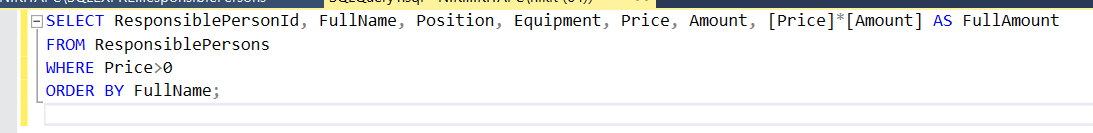 SELECT ResponsiblePersonId, FullName, Position, Equipment, Price, Amount, [Price]*[Amount] AS FullAmount
FROM ResponsiblePersons
WHERE Price>0
ORDER BY FullName;